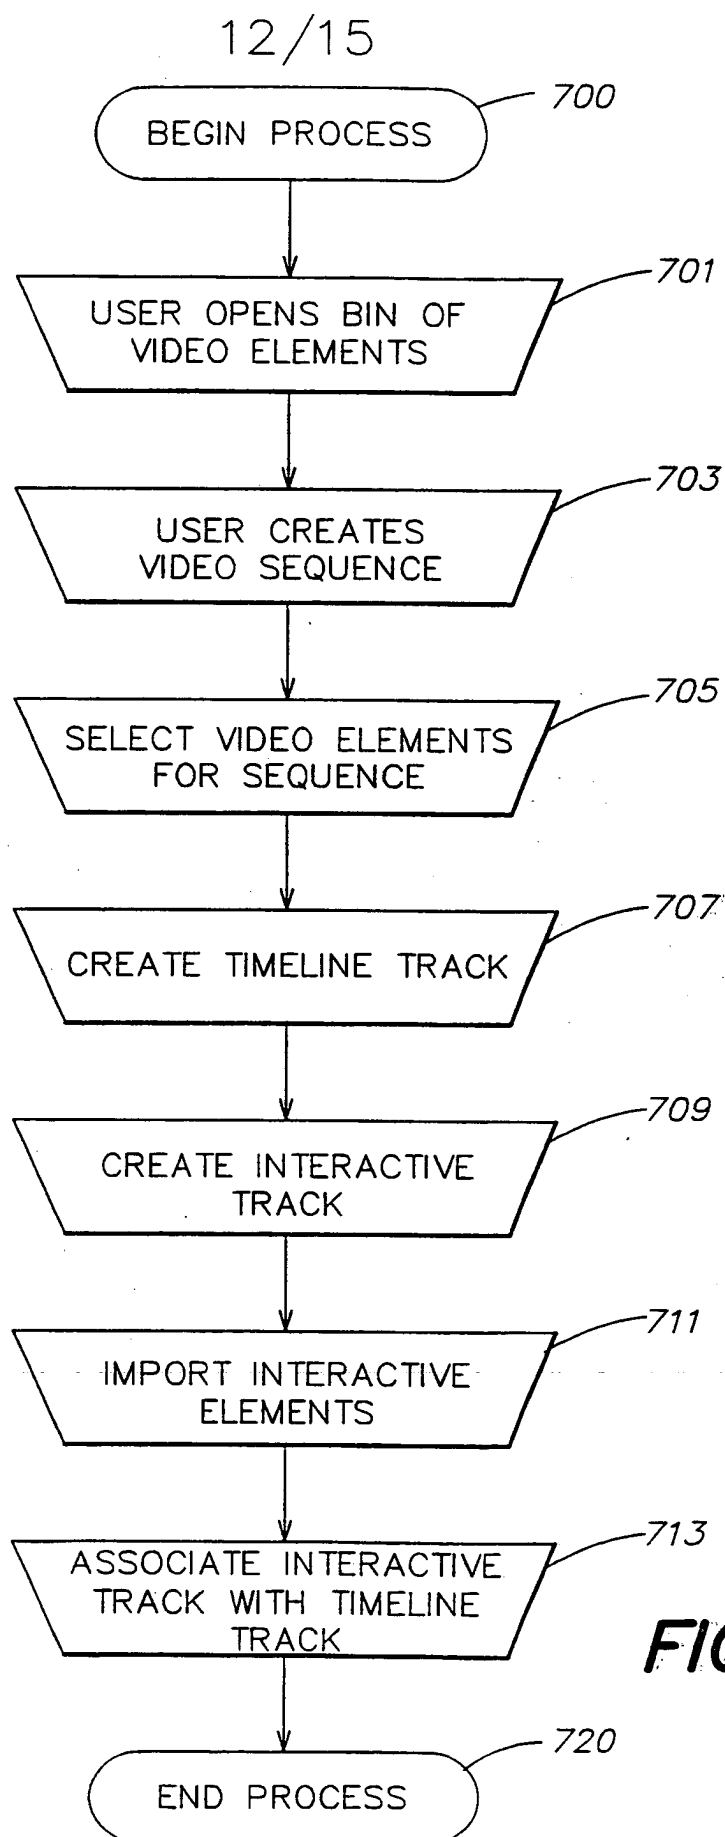 12/15
BEGIN PROCESS
700
USER OPENS BIN OF
VIDEO ELEMENTS
701
USER CREATES
VIDEO SEQUENCE
703
SELECT VIDEO ELEMENTS
FOR SEQUENCE
705
CREATE TIMELINE TRACK
707
CREATE INTERACTIVE
TRACK
709
IMPORT INTERACTIVE
ELEMENTS
711
ASSOCIATE INTERACTIVE
TRACK WITH TIMELINE
TRACK
713
END PROCESS
720